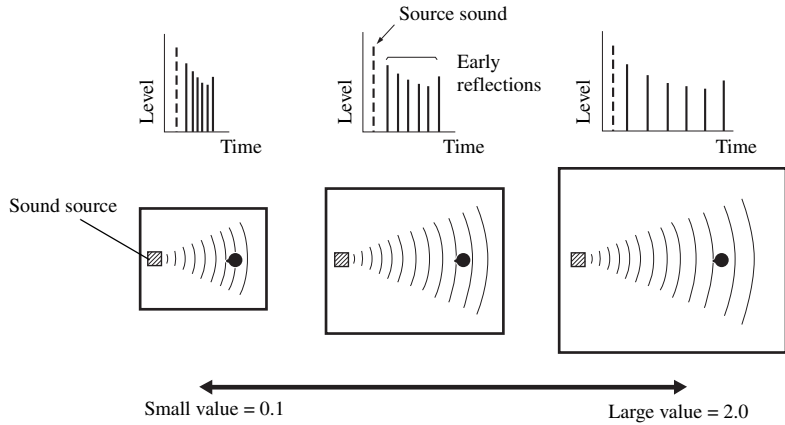 Source sound
Level
Time
Level
Early
reflections
Time
Level
Time
Sound source
Small value = 0.1
Large value = 2.0